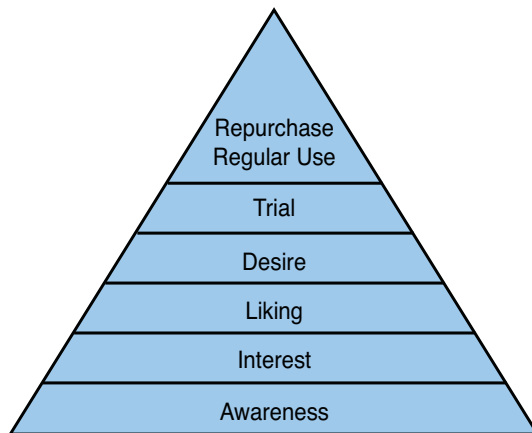 Repurchase
Regular Use
Trial
Desire
Liking
Interest
Awareness